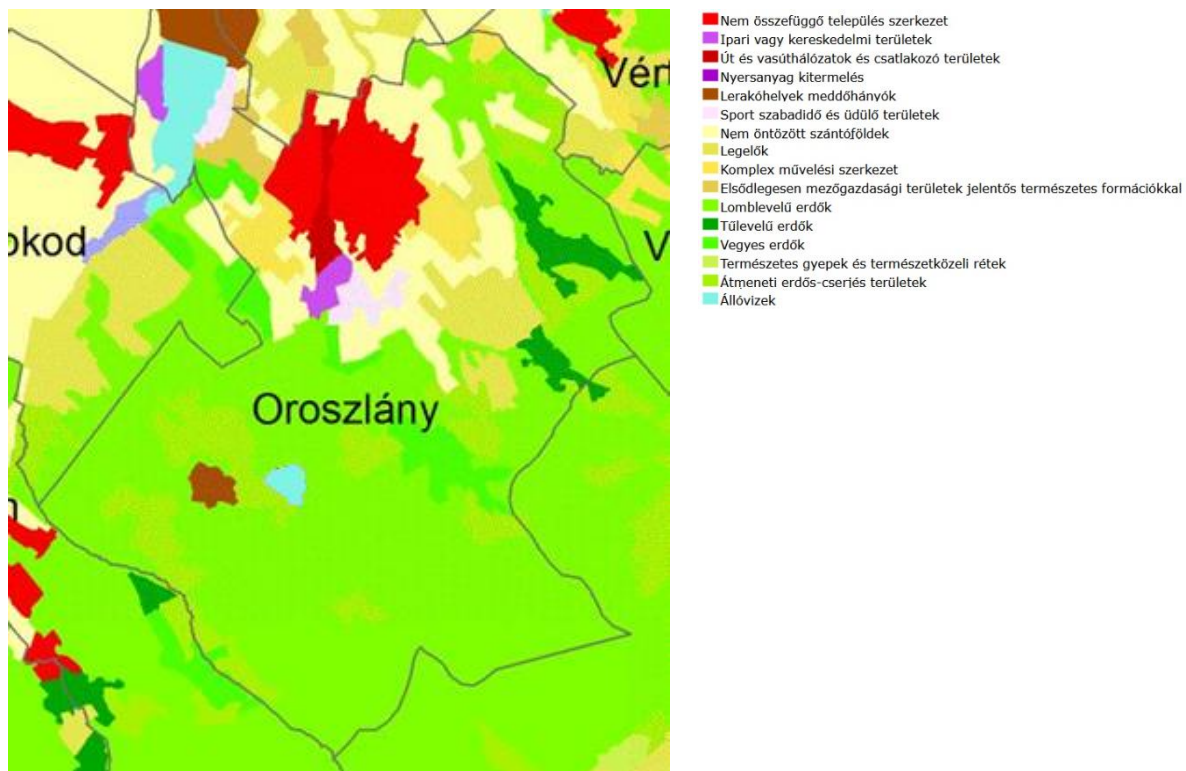 Nem összefüggő település szerkezet
Ipari vagy kereskedelmi területek
Út és vasúthálózatok és csatlakozó területek
Nyersanyag kitermelés
Lerakóhelyek meddőhányók
Sport szabadidő és üdülő területek
Nem öntözött szántóföldek
Legelők
Komplex művelési szerkezet
Elsődlegesen mezőgazdasági területek jelentős természetes formációkkal
Lomblevelű erdők
Tűlevelű erdők
Vegyes erdők
Természetes gyepek és természetközeli rétek
Átmeneti erdős-cserjés területek
Állóvizek
okod
V
Oroszlány